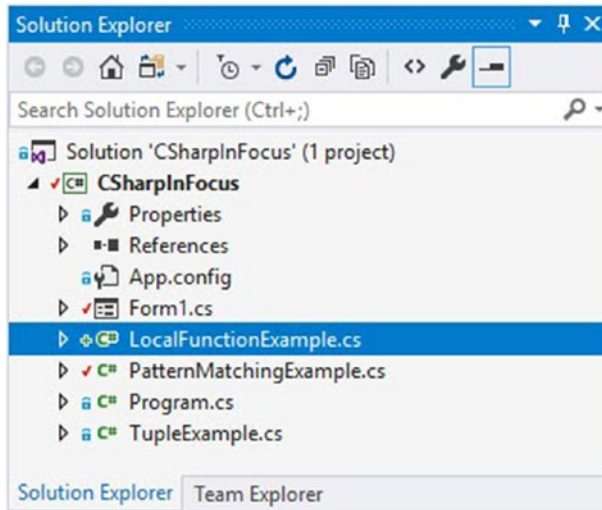 Solution Explorer
Search Solution Explorer (Ctrl+;)
Solution 'CSharpInFocus' (1 project)
C# CSharpInFocus
Properties
References
App.config
Form1.cs
C# LocalFunctionExample.cs
C# PatternMatchingExample.cs
C# Program.cs
C# TupleExample.cs
Solution Explorer Team Explorer